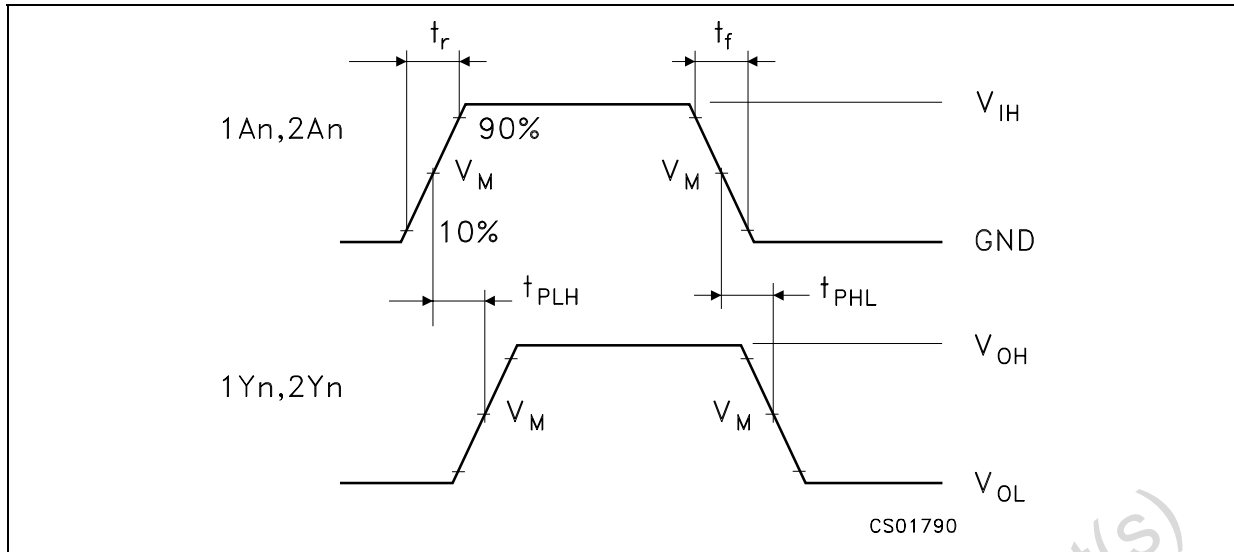 tr tf
1An,2An 90% VIH
VM VM
10% GND
tPLH tPHL
1Yn,2Yn VOH
VM VM
VOL
CS01790